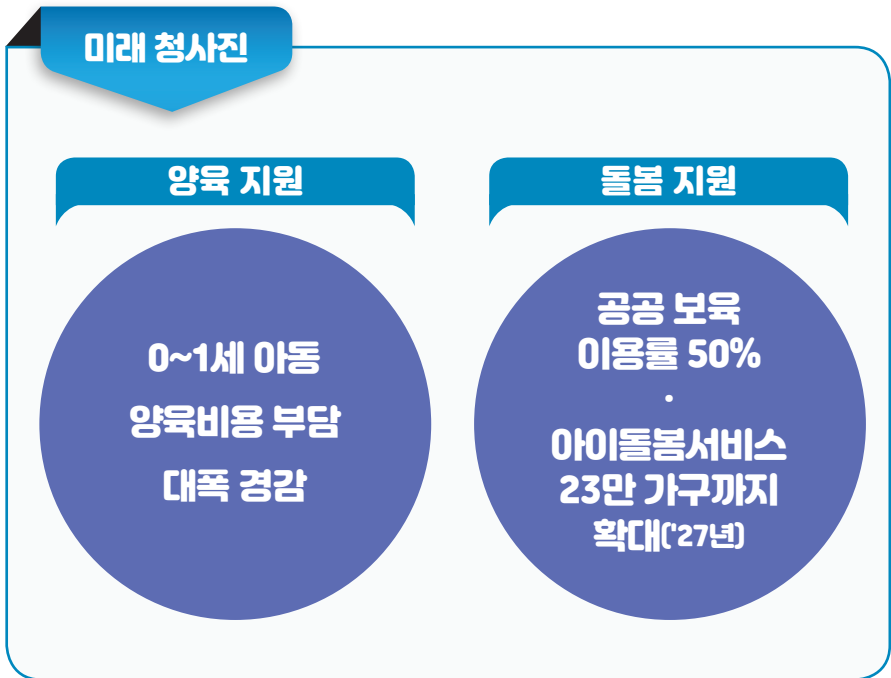 미래 청사진
양육 지원
0~1세 아동
양육비용 부담
대폭 경감
돌봄 지원
공공 보육
이용률 50%
·
아이돌봄서비스
23만 가구까지
확대('27년)